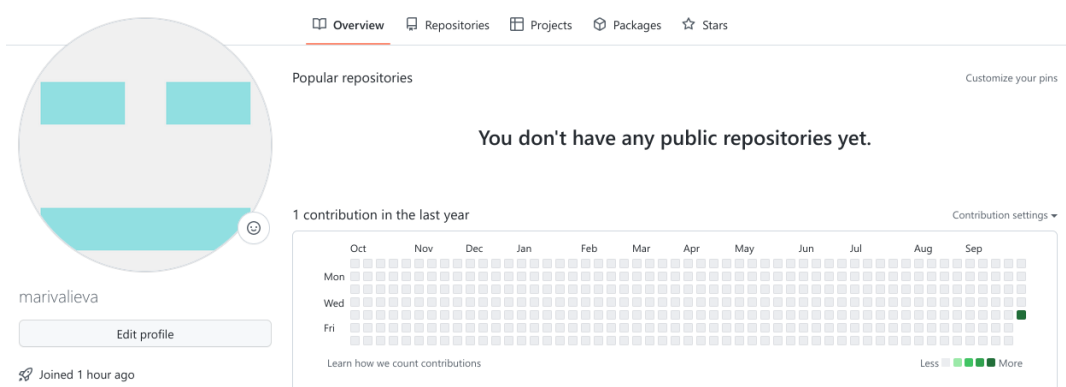 Overview Repositories Projects Packages Stars
Popular repositories Customize your pins
You don't have any public repositories yet.
1 contribution in the last year Contribution settings
Oct Nov Dec Jan Feb Mar Apr May Jun Jul Aug Sep
Mon
Wed
Fri
Learn how we count contributions Less More
marivalieva
Edit profile
Joined 1 hour ago